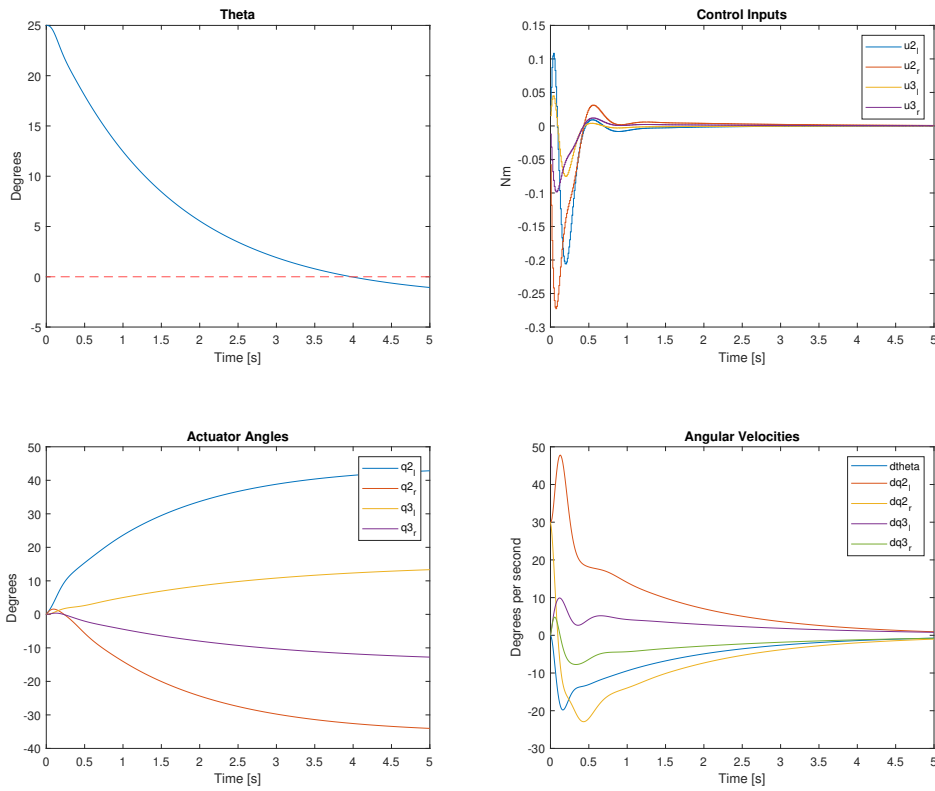 Theta
25
20
15
10
5
0
-5
Degrees
0 0.5 1 1.5 2 2.5 3 3.5 4 4.5 5
Time [s]
Control Inputs
0.15
0.1
0.05
0
-0.05
-0.1
-0.15
-0.2
-0.25
-0.3
Nm
u2l
u2r
u3l
u3r
0 0.5 1 1.5 2 2.5 3 3.5 4 4.5 5
Time [s]
Actuator Angles
50
40
30
20
10
0
-10
-20
-30
-40
Degrees
q2l
q2r
q3l
q3r
0 0.5 1 1.5 2 2.5 3 3.5 4 4.5 5
Time [s]
Angular Velocities
50
40
30
20
10
0
-10
-20
-30
Degrees per second
dtheta
dq2l
dq2r
dq3l
dq3r
0 0.5 1 1.5 2 2.5 3 3.5 4 4.5 5
Time [s]